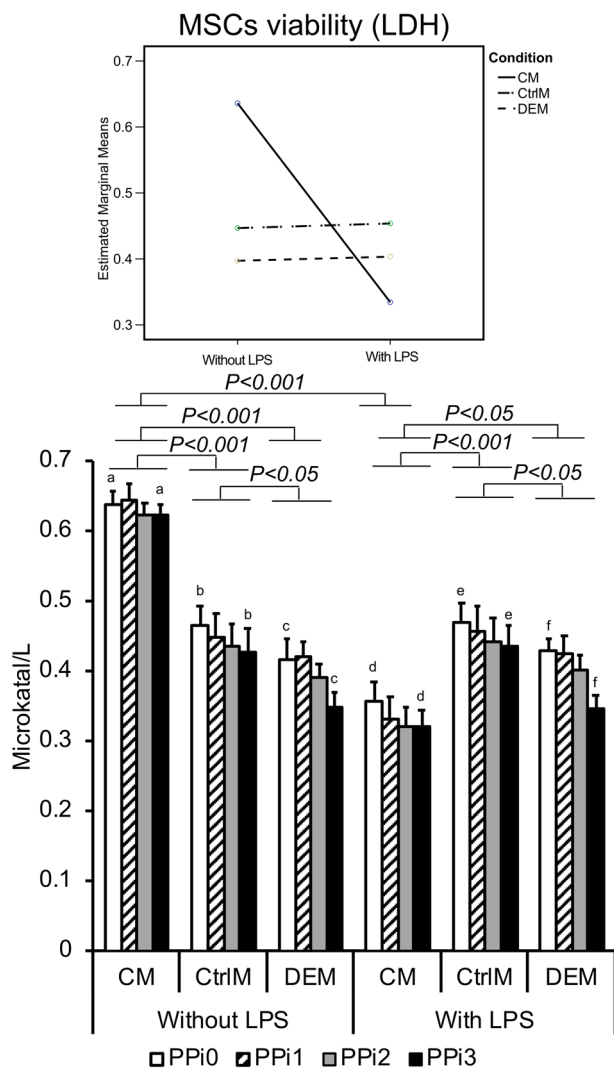 MSCs viability (LDH)
Condition
CM
CtrlM
DEM
Estimated Marginal Means
0.7
0.6
0.5
0.4
0.3
Without LPS With LPS
P<0.001
P<0.001 P<0.05
P<0.001 P<0.001
P<0.05 P<0.05
Microkatal/L
0.7
0.6
0.5
0.4
0.3
0.2
0.1
0
a a
b b
c c
d d
e e
f f
CM CtrlM DEM CM CtrlM DEM
Without LPS With LPS
PPi0 PPi1 PPi2 PPi3